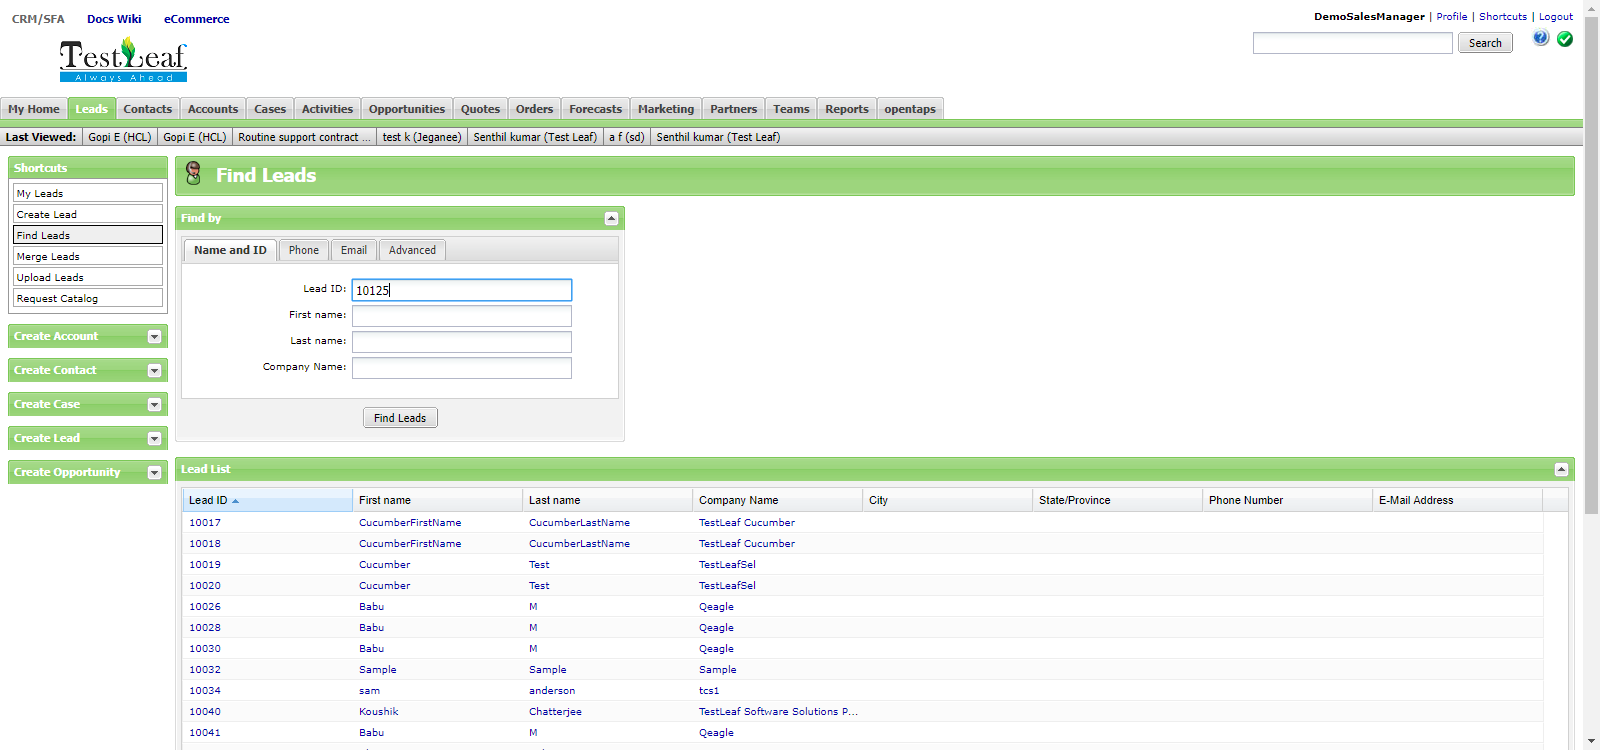 CRM/SFA Docs Wiki eCommerce
DemoSalesManager | Profile | Shortcuts | Logout
Search
TestLeaf
Always Ahead
My Home Leads Contacts Accounts Cases Activities Opportunities Quotes Orders Forecasts Marketing Partners Teams Reports opentaps
Last Viewed: Gopi E (HCL) Gopi E (HCL) Routine support contract ... test k (Jeganee) Senthil kumar (Test Leaf) a f (sd) Senthil kumar (Test Leaf)
Shortcuts
My Leads
Create Lead
Find Leads
Merge Leads
Upload Leads
Request Catalog
Create Account
Create Contact
Create Case
Create Lead
Create Opportunity
Find Leads
Find by
Name and ID Phone Email Advanced
Lead ID: 10125
First name:
Last name:
Company Name:
Find Leads
Lead List
Lead ID First name Last name Company Name City State/Province Phone Number E-Mail Address
10017 CucumberFirstName CucumberLastName TestLeaf Cucumber
10018 CucumberFirstName CucumberLastName TestLeaf Cucumber
10019 Cucumber Test TestLeafSel
10020 Cucumber Test TestLeafSel
10026 Babu M Qeagle
10028 Babu M Qeagle
10030 Babu M Qeagle
10032 Sample Sample Sample
10034 sam anderson tcs1
10040 Koushik Chatterjee TestLeaf Software Solutions P...
10041 Babu M Qeagle